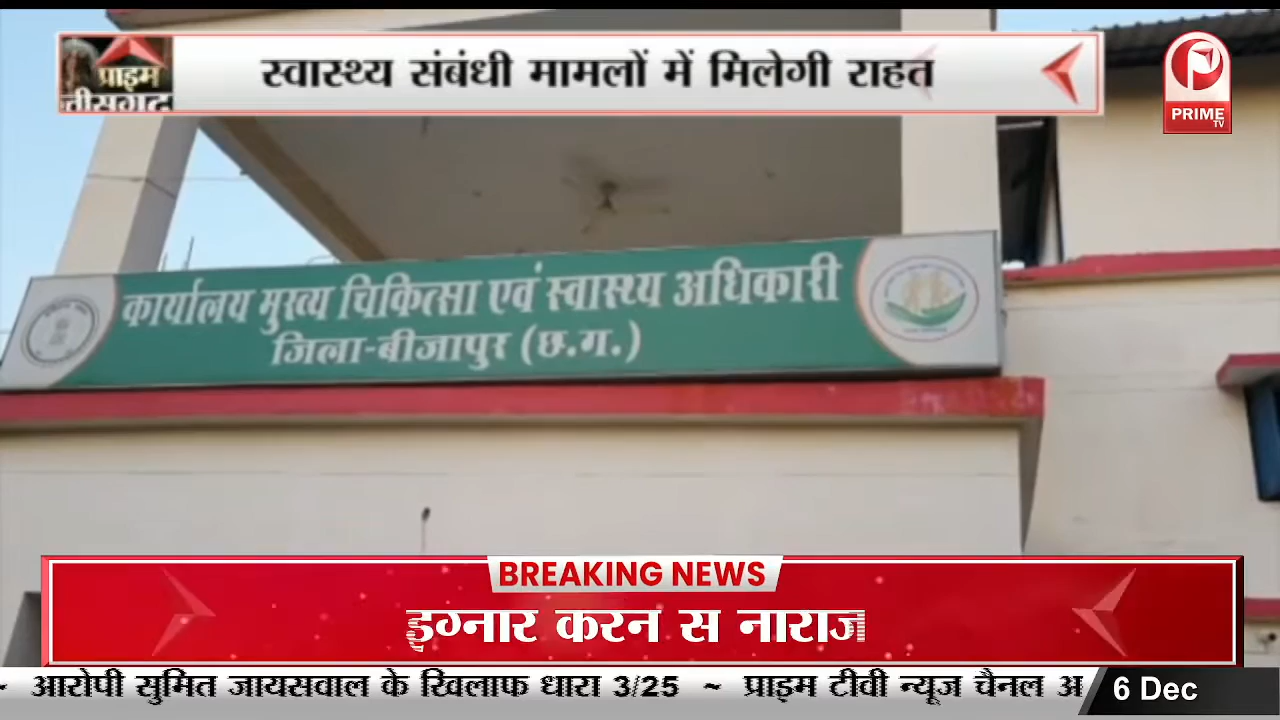 प्राइम
स्वास्थ्य संबंधी मामलों में मिलेगी राहत
PRIME
TV
कार्यालय मुख्य चिकित्सा एवं स्वास्थ्य अधिकारी
जिला-बीजापुर (छ.ग.)
BREAKING NEWS
इग्नार करन स नाराज
~ आरोपी सुमित जायसवाल के खिलाफ धारा 3/25 ~ प्राइम टीवी न्यूज चैनल अ
6 Dec